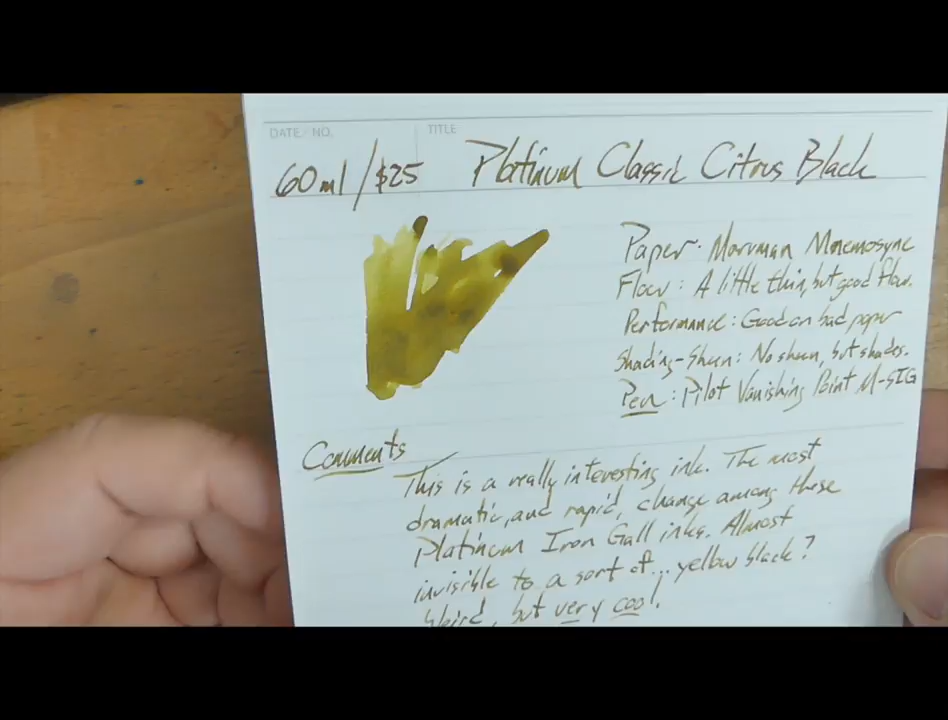 DATE / NO.
TITLE
60ml/$25 Platinum Classic Citrus Black
Paper: Maruman Mnemosyne
Flow: A little thin, but good flow.
Performance: Good on bad paper
Shading-Sheen: No sheen, but shades.
Pen: Pilot Vanishing Point M-SIG
Comments
This is a really interesting ink. The most
dramatic, and rapid, change among these
Platinum Iron Gall inks. Almost
invisible to a sort of... yellow black?
Weird, but very cool.